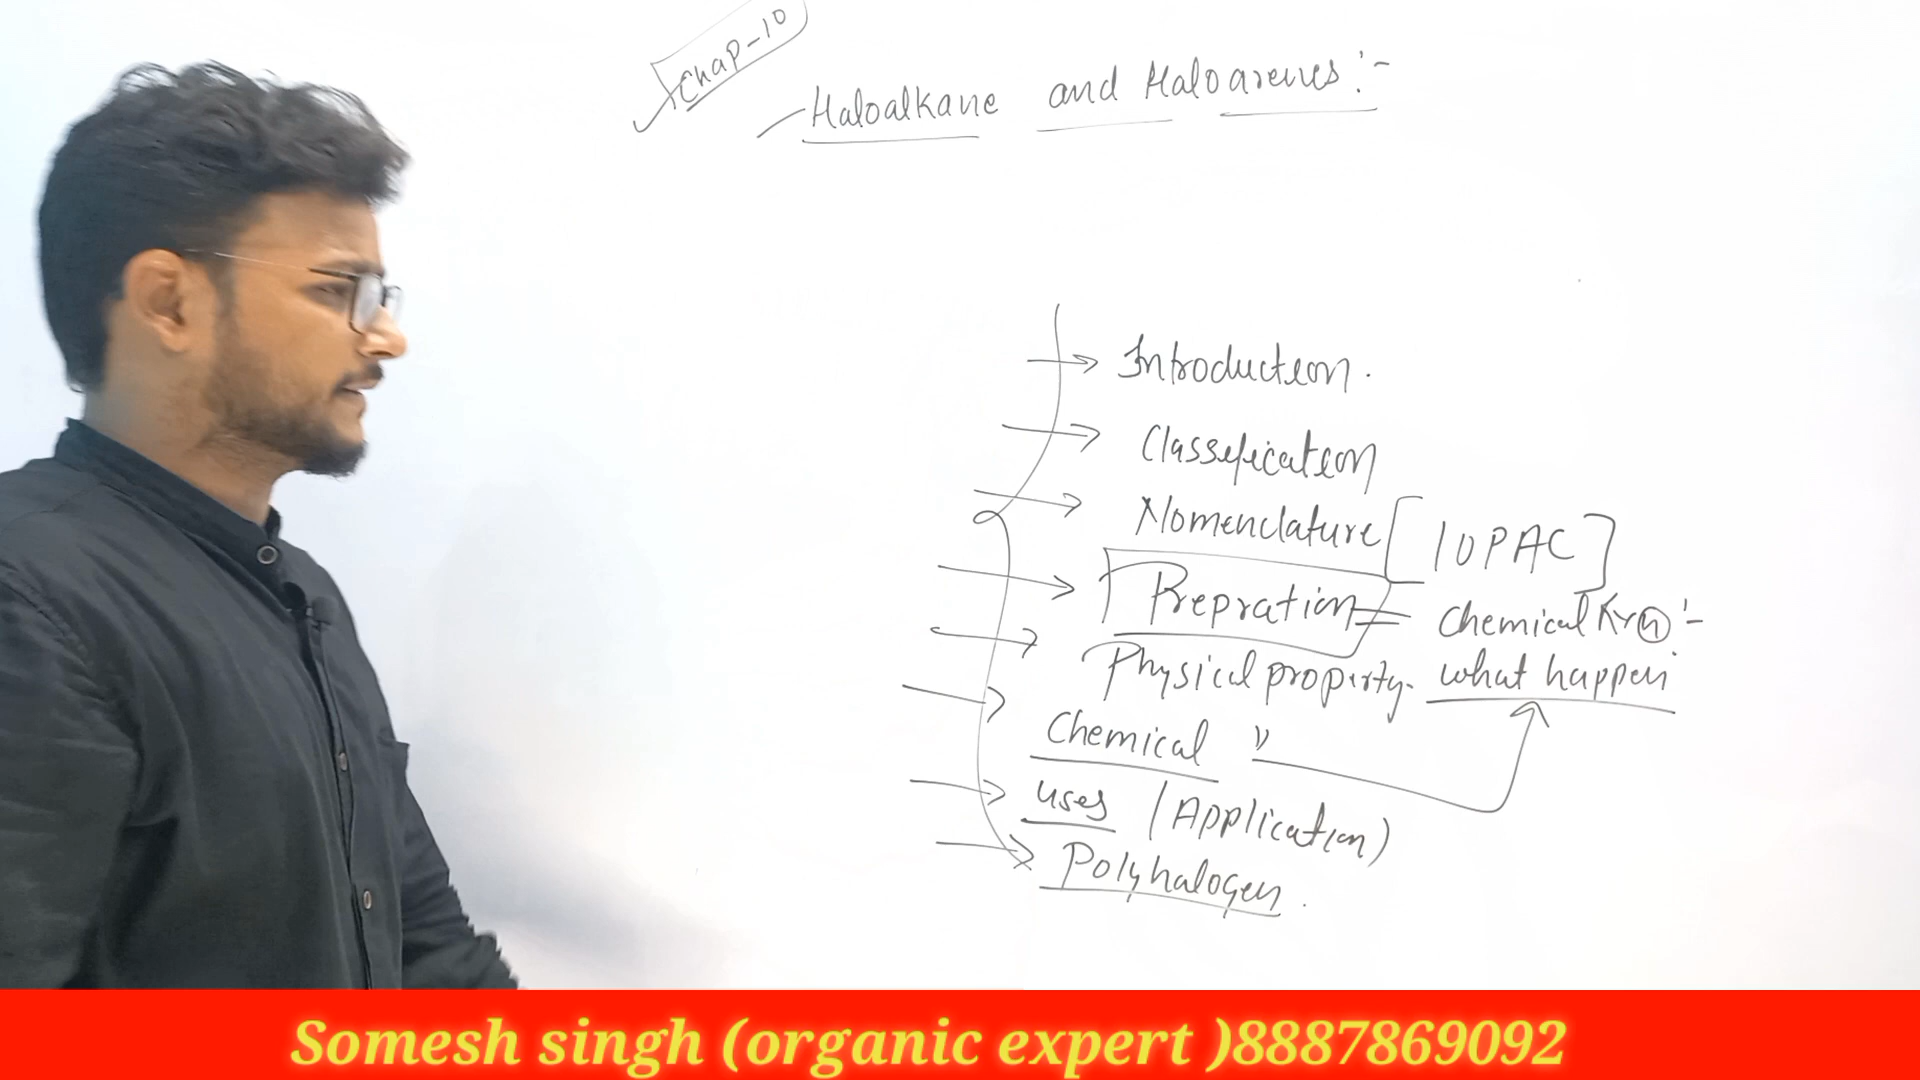 Chap-10
Haloalkane and Haloarenes:-
Introduction.
Classification
Nomenclature [IUPAC]
Prepration = Chemical Krn:-
Physical property. what happen
Chemical "
uses (Application)
Polyhalogen.
Somesh singh (organic expert )8887869092